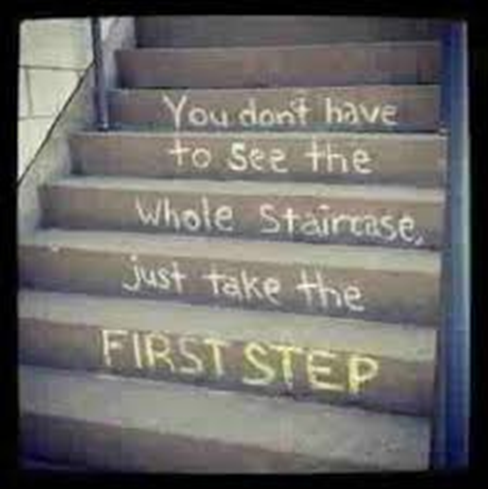 You don't have
to See the
Whole Staircase,
just take the
FIRST STEP